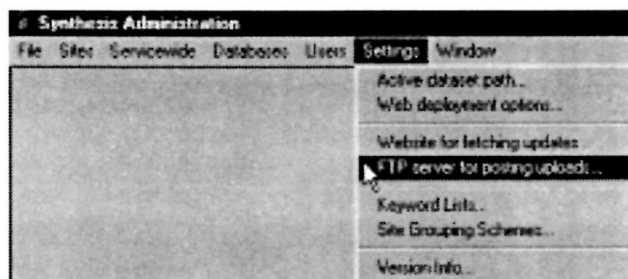 Synthesis Administration
File Sites Servicewide Databases Users Settings Window
Active dataset path...
Web deployment options...
Website for fetching updates...
FTP server for posting uploads...
Keyword Lists...
Site Grouping Schemes...
Version Info...